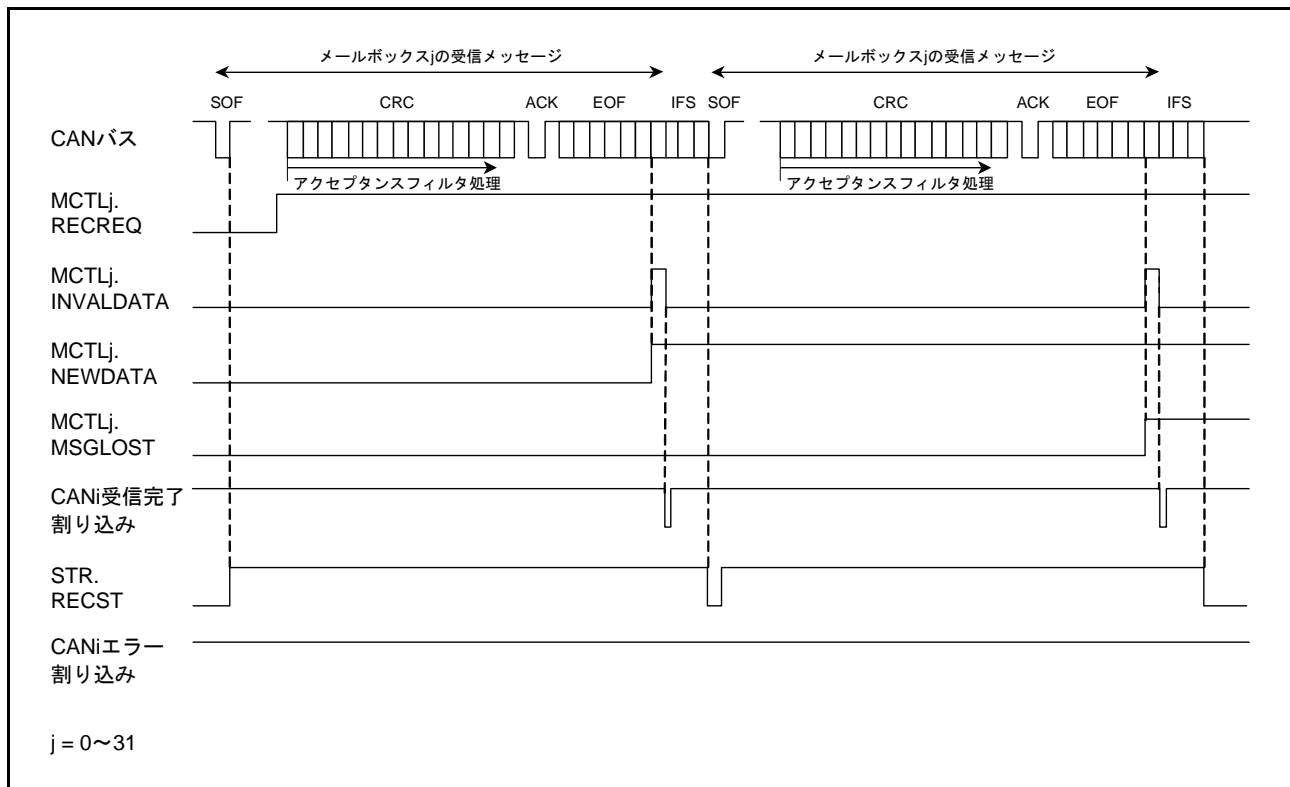 メールボックスjの受信メッセージ メールボックスjの受信メッセージ
SOF CRC ACK EOF IFS SOF CRC ACK EOF IFS
CANバス
アクセプタンスフィルタ処理 アクセプタンスフィルタ処理
MCTLj.
RECREQ
MCTLj.
INVALDATA
MCTLj.
NEWDATA
MCTLj.
MSGLOST
CANi受信完了
割り込み
STR.
RECST
CANiエラー
割り込み
j = 0～31